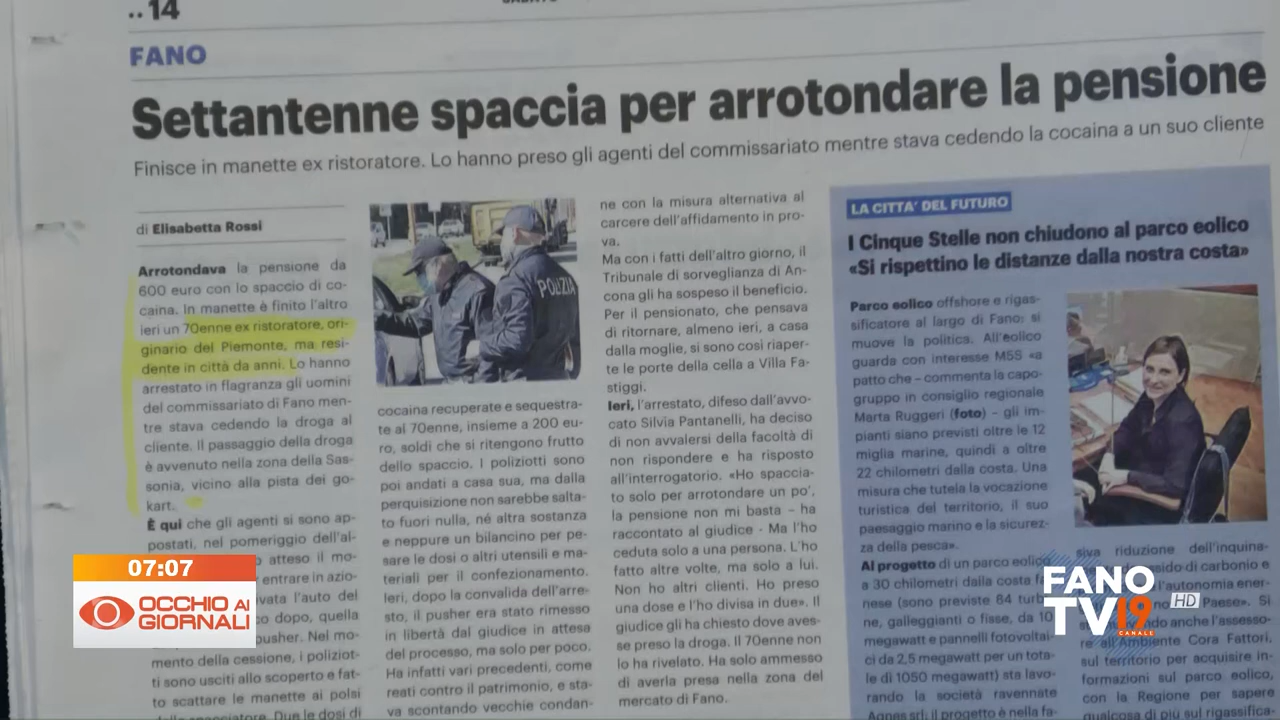 .. 14
FANO
Settantenne spaccia per arrotondare la pensione
Finisce in manette ex ristoratore. Lo hanno preso gli agenti del commissariato mentre stava cedendo la cocaina a un suo cliente
di Elisabetta Rossi
Arrotondava la pensione da
600 euro con lo spaccio di co-
caina. In manette è finito l'altro
ieri un 70enne ex ristoratore, ori-
ginario del Piemonte, ma resi-
dente in città da anni. Lo hanno
arrestato in flagranza gli uomini
del commissariato di Fano men-
tre stava cedendo la droga al
cliente. Il passaggio della droga
è avvenuto nella zona della Sas-
sonia, vicino alla pista dei go-
kart.
È qui che gli agenti si sono ap-
postati, nel pomeriggio dell'al-
atteso il mo-
entrare in azio-
vata l'auto del
co dopo, quella
pusher. Nel mo-
mento della cessione, i poliziot-
ti sono usciti allo scoperto e fat-
to scattare le manette ai polsi
dello spacciatore. Due le dosi di
POLIZIA
cocaina recuperate e sequestra-
te al 70enne, insieme a 200 eu-
ro, soldi che si ritengono frutto
dello spaccio. I poliziotti sono
poi andati a casa sua, ma dalla
perquisizione non sarebbe salta-
to fuori nulla, né altra sostanza
e neppure un bilancino per pe-
sare le dosi o altri utensili e ma-
teriali per il confezionamento.
Ieri, dopo la convalida dell'arre-
sto, il pusher era stato rimesso
in libertà dal giudice in attesa
del processo, ma solo per poco.
Ha infatti vari precedenti, come
reati contro il patrimonio, e sta-
va scontando vecchie condan-
ne con la misura alternativa al
carcere dell'affidamento in pro-
va.
Ma con i fatti dell'altro giorno, il
Tribunale di sorveglianza di An-
cona gli ha sospeso il beneficio.
Per il pensionato, che pensava
di ritornare, almeno ieri, a casa
dalla moglie, si sono così riaper-
te le porte della cella a Villa Fa-
stiggi.
Ieri, l'arrestato, difeso dall'avvo-
cato Silvia Pantanelli, ha deciso
di non avvalersi della facoltà di
non rispondere e ha risposto
all'interrogatorio. «Ho spaccia-
to solo per arrotondare un po',
la pensione non mi basta – ha
raccontato al giudice - Ma l'ho
ceduta solo a una persona. L'ho
fatto altre volte, ma solo a lui.
Non ho altri clienti. Ho preso
una dose e l'ho divisa in due». Il
giudice gli ha chiesto dove aves-
se preso la droga. Il 70enne non
lo ha rivelato. Ha solo ammesso
di averla presa nella zona del
mercato di Fano.
LA CITTA' DEL FUTURO
I Cinque Stelle non chiudono al parco eolico
«Si rispettino le distanze dalla nostra costa»
Parco eolico offshore e rigas-
sificatore al largo di Fano: si
muove la politica. All'eolico
guarda con interesse M5S «a
patto che – commenta la capo-
gruppo in consiglio regionale
Marta Ruggeri (foto) – gli im-
pianti siano previsti oltre le 12
miglia marine, quindi a oltre
22 chilometri dalla costa. Una
misura che tutela la vocazione
turistica del territorio, il suo
paesaggio marino e la sicurez-
za della pesca».
Al progetto di un parco eolico
a 30 chilometri dalla costa
nese (sono previste 84 turb
ne, galleggianti o fisse, da 10
megawatt e pannelli fotovoltai-
ci da 2,5 megawatt per un tota-
le di 1050 megawatt) sta lavo-
rando la società ravennate
Agnes srl: il progetto è nella fa-
siva riduzione dell'inquina-
ossido di carbonio e
l'autonomia ener-
Paese». Si
ndo anche l'assesso-
re all'Ambiente Cora Fattori,
sul territorio per acquisire in-
formazioni sul parco eolico,
con la Regione per sapere
qualcosa di più sul rigassifica-
07:07
OCCHIO AI
GIORNALI
FANO
TV19 HD
CANALE